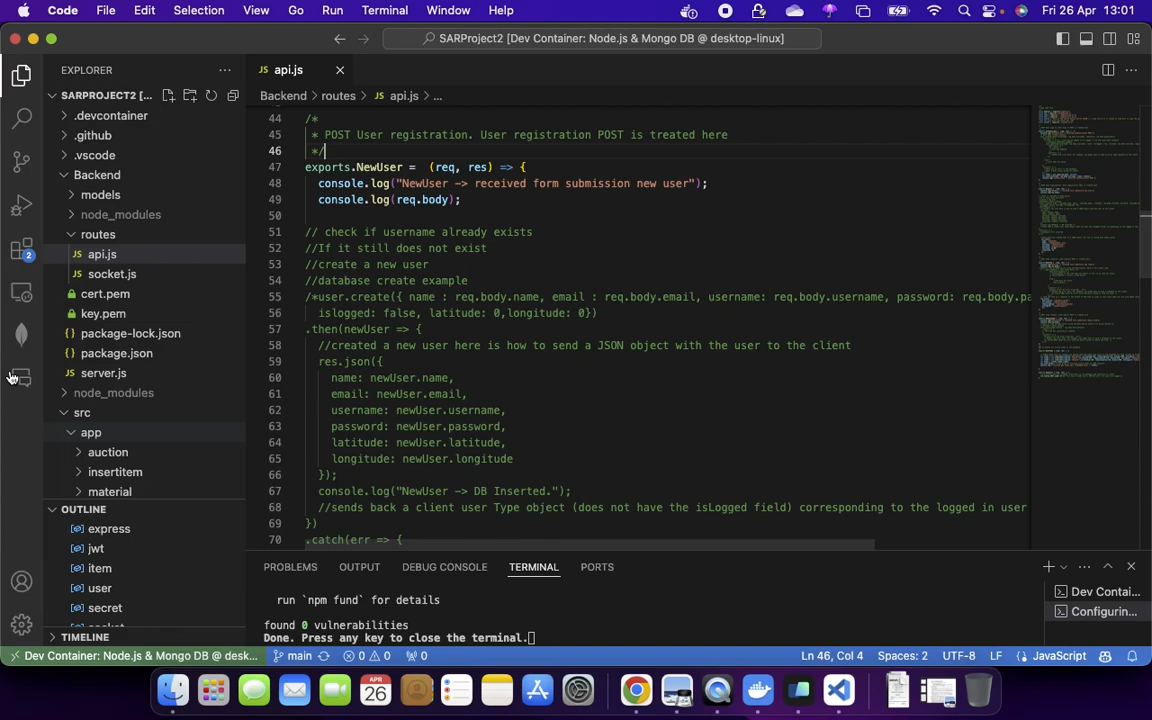 Code File Edit Selection View Go Run Terminal Window Help Fri 26 Apr 13:01
SARProject2 [Dev Container: Node.js & Mongo DB @ desktop-linux]
EXPLORER
SARPROJECT2 [...
.devcontainer
.github
.vscode
Backend
models
node_modules
routes
JS api.js
JS socket.js
cert.pem
key.pem
{} package-lock.json
{} package.json
JS server.js
node_modules
src
app
auction
insertitem
material
OUTLINE
express
jwt
item
user
secret
TIMELINE
2
JS api.js
Backend > routes > JS api.js > ...
44 /*
45 * POST User registration. User registration POST is treated here
46 */
47 exports.NewUser = (req, res) => {
48 console.log("NewUser -> received form submission new user");
49 console.log(req.body);
50
51 // check if username already exists
52 //If it still does not exist
53 //create a new user
54 //database create example
55 /*user.create({ name : req.body.name, email : req.body.email, username: req.body.username, password: req.body.pa
56 islogged: false, latitude: 0,longitude: 0})
57 .then(newUser => {
58 //created a new user here is how to send a JSON object with the user to the client
59 res.json({
60 name: newUser.name,
61 email: newUser.email,
62 username: newUser.username,
63 password: newUser.password,
64 latitude: newUser.latitude,
65 longitude: newUser.longitude
66 });
67 console.log("NewUser -> DB Inserted.");
68 //sends back a client user Type object (does not have the isLogged field) corresponding to the logged in user
69 })
70 .catch(err => {
PROBLEMS OUTPUT DEBUG CONSOLE TERMINAL PORTS
run `npm fund` for details
found 0 vulnerabilities
Done. Press any key to close the terminal.
Dev Contai...
Configurin...
Dev Container: Node.js & Mongo DB @ desk... main 0 0 0 Ln 46, Col 4 Spaces: 2 UTF-8 LF {} JavaScript
APR
26